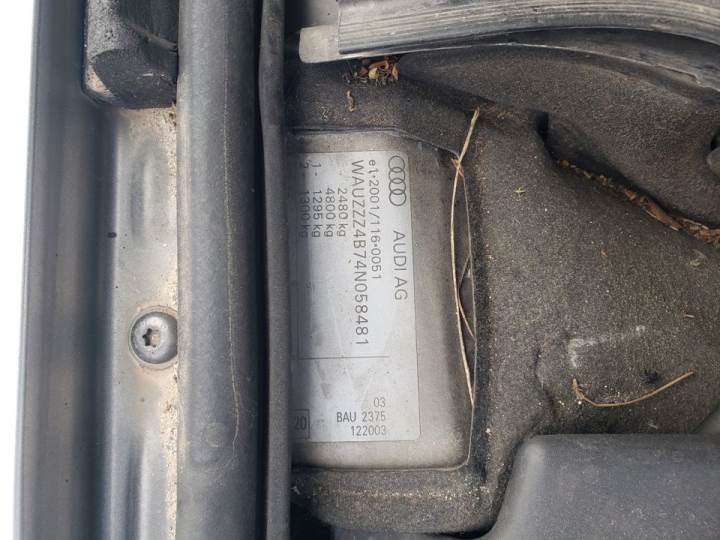 AUDI AG
e1*2001/116*0051
WAUZZZ4B74N058481
2480 kg
4800 kg
1- 1295 kg
1300 kg
03
BAU 2375
122003
20